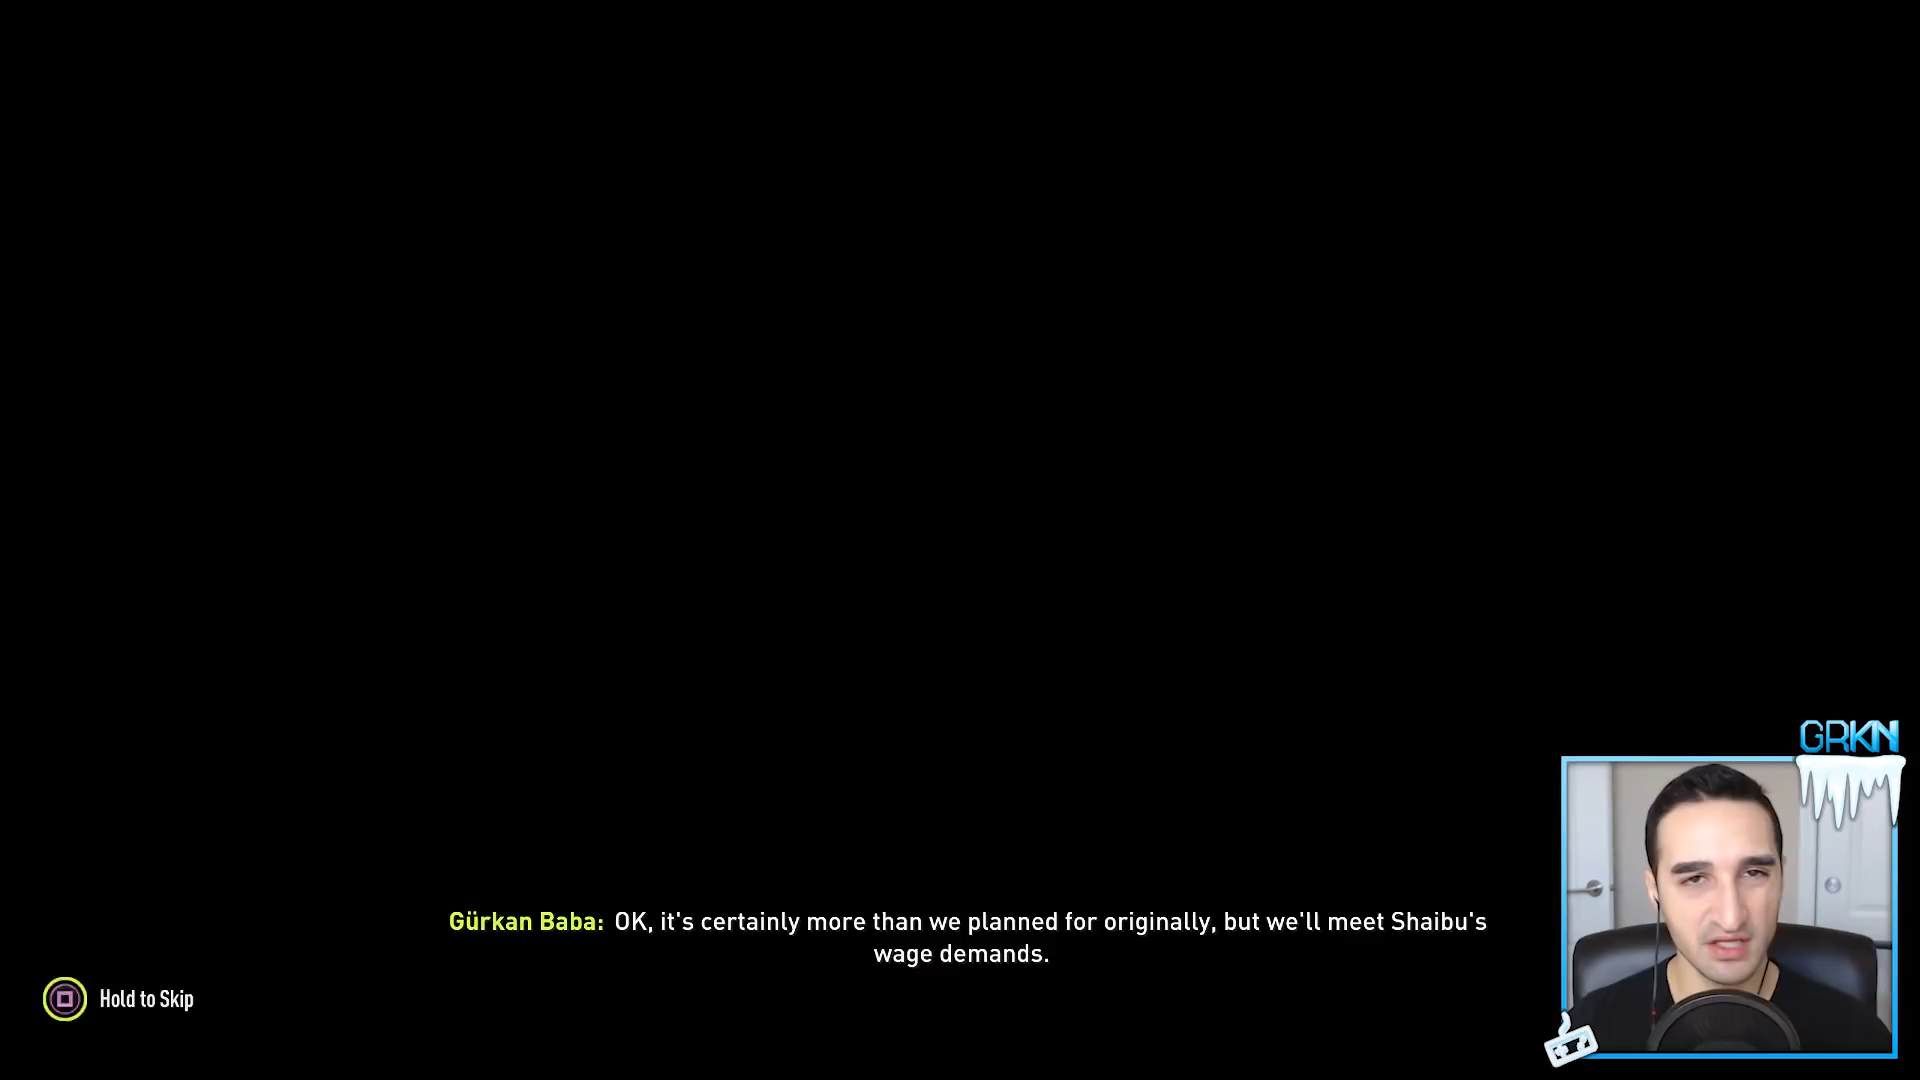 GRKN
Gürkan Baba: OK, it's certainly more than we planned for originally, but we'll meet Shaibu's
wage demands.
Hold to Skip